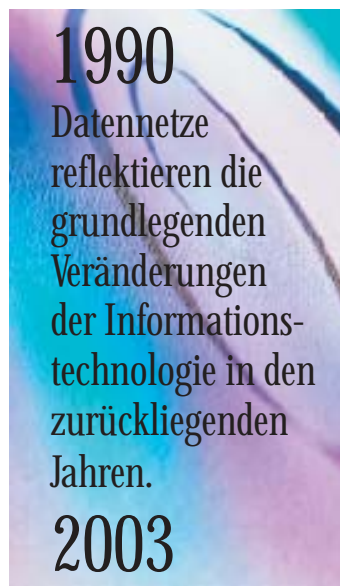 1990
Datennetze
reflektieren die
grundlegenden
Veränderungen
der Informations-
technologie in den
zurückliegenden
Jahren.
2003